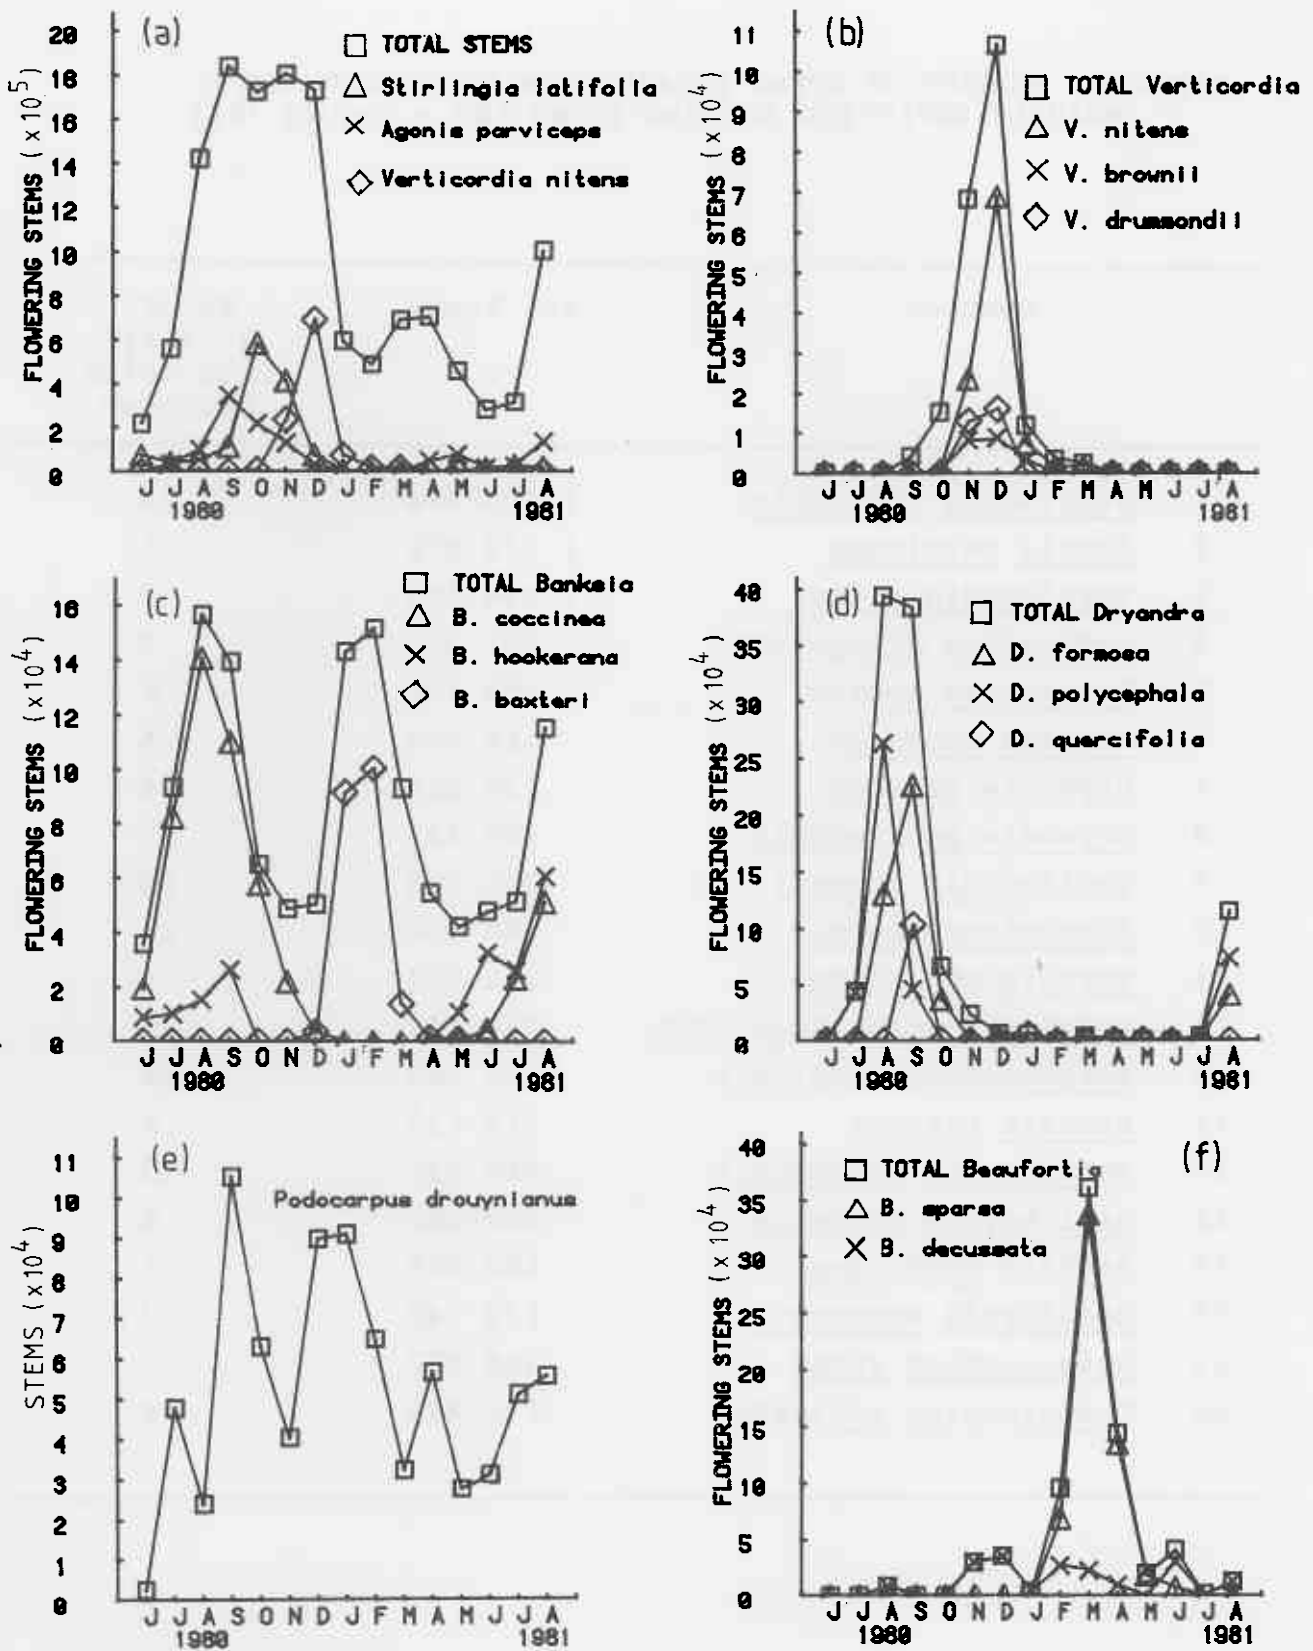 (a)
FLOWERING STEMS (x10^5)
20
18
16
14
12
10
8
6
4
2
0
TOTAL STEMS
Stirlingia latifolia
Agonis parviceps
Verticordia nitens
J J A S O N D J F M A M J J A
1980 1981
(b)
FLOWERING STEMS (x10^4)
11
10
9
8
7
6
5
4
3
2
1
0
TOTAL Verticordia
V. nitens
V. brownii
V. drummondii
J J A S O N D J F M A M J J A
1980 1981
(c)
FLOWERING STEMS (x10^4)
16
14
12
10
8
6
4
2
0
TOTAL Banksia
B. coccinea
B. hookerana
B. baxteri
J J A S O N D J F M A M J J A
1980 1981
(d)
FLOWERING STEMS (x10^4)
40
35
30
25
20
15
10
5
0
TOTAL Dryandra
D. formosa
D. polycephala
D. quercifolia
J J A S O N D J F M A M J J A
1980 1981
(e)
STEMS (x10^4)
11
10
9
8
7
6
5
4
3
2
1
0
Podocarpus drouynianus
J J A S O N D J F M A M J J A
1980 1981
(f)
FLOWERING STEMS (x10^4)
40
35
30
25
20
15
10
5
0
TOTAL Beaufortia
B. sparsa
B. decussata
J J A S O N D J F M A M J J A
1980 1981